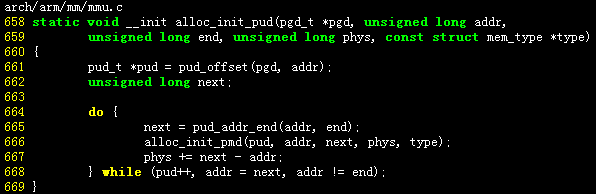 arch/arm/mm/mmu.c
658 static void __init alloc_init_pud(pgd_t *pgd, unsigned long addr,
659         unsigned long end, unsigned long phys, const struct mem_type *type)
660 {
661         pud_t *pud = pud_offset(pgd, addr);
662         unsigned long next;
663
664         do {
665                 next = pud_addr_end(addr, end);
666                 alloc_init_pmd(pud, addr, next, phys, type);
667                 phys += next - addr;
668         } while (pud++, addr = next, addr != end);
669 }